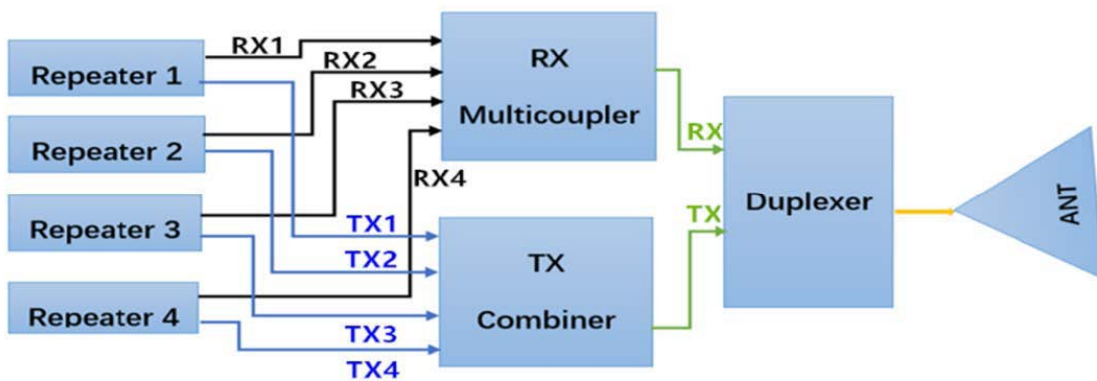 Repeater 1
Repeater 2
Repeater 3
Repeater 4
RX1
RX2
RX3
RX4
TX1
TX2
TX3
TX4
RX
Multicoupler
TX
Combiner
RX
TX
Duplexer
ANT